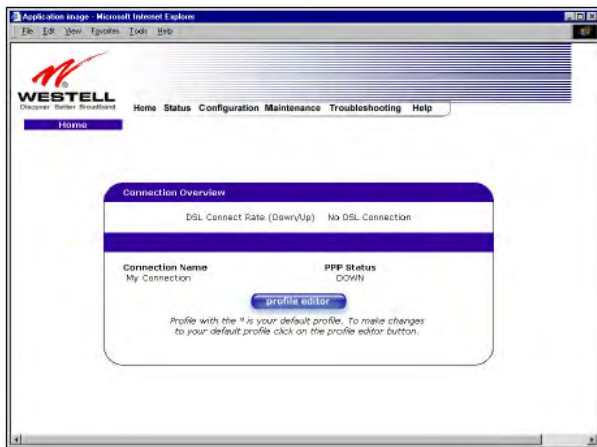 Application image - Microsoft Internet Explorer
File Edit View Favorites Tools Help
WESTELL
Discover Better Broadband
Home Status Configuration Maintenance Troubleshooting Help
Home
Connection Overview
DSL Connect Rate (Down/Up) No DSL Connection
Connection Name PPP Status
My Connection DOWN
profile editor
Profile with the * is your default profile. To make changes
to your default profile click on the profile editor button.